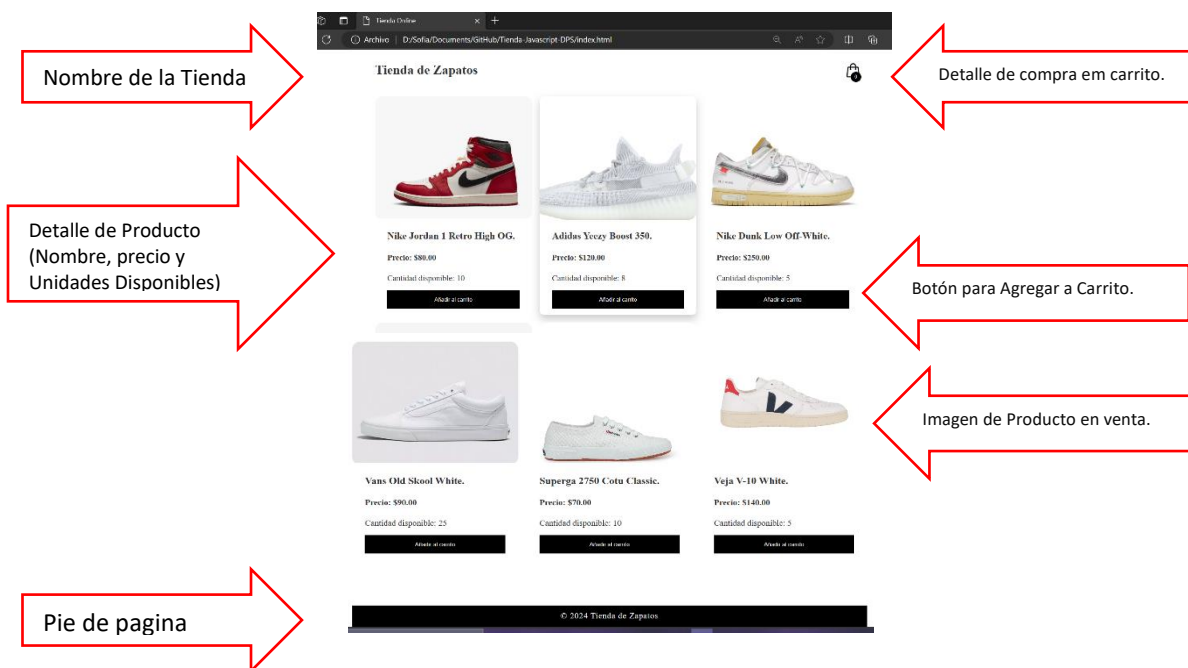 Tienda Online
Archivo | D:/Sofia/Documents/GitHub/Tienda-Javascript-DPS/index.html
Nombre de la Tienda
Tienda de Zapatos
0
Detalle de compra em carrito.
Detalle de Producto
(Nombre, precio y
Unidades Disponibles)
Nike Jordan 1 Retro High OG.
Precio: $80.00
Cantidad disponible: 10
Añadir al carrito
Adidas Yeezy Boost 350.
Precio: $120.00
Cantidad disponible: 8
Añadir al carrito
Nike Dunk Low Off-White.
Precio: $250.00
Cantidad disponible: 5
Añadir al carrito
Botón para Agregar a Carrito.
Imagen de Producto en venta.
Vans Old Skool White.
Precio: $90.00
Cantidad disponible: 25
Añadir al carrito
Superga 2750 Cotu Classic.
Precio: $70.00
Cantidad disponible: 10
Añadir al carrito
Veja V-10 White.
Precio: $140.00
Cantidad disponible: 5
Añadir al carrito
Pie de pagina
© 2024 Tienda de Zapatos